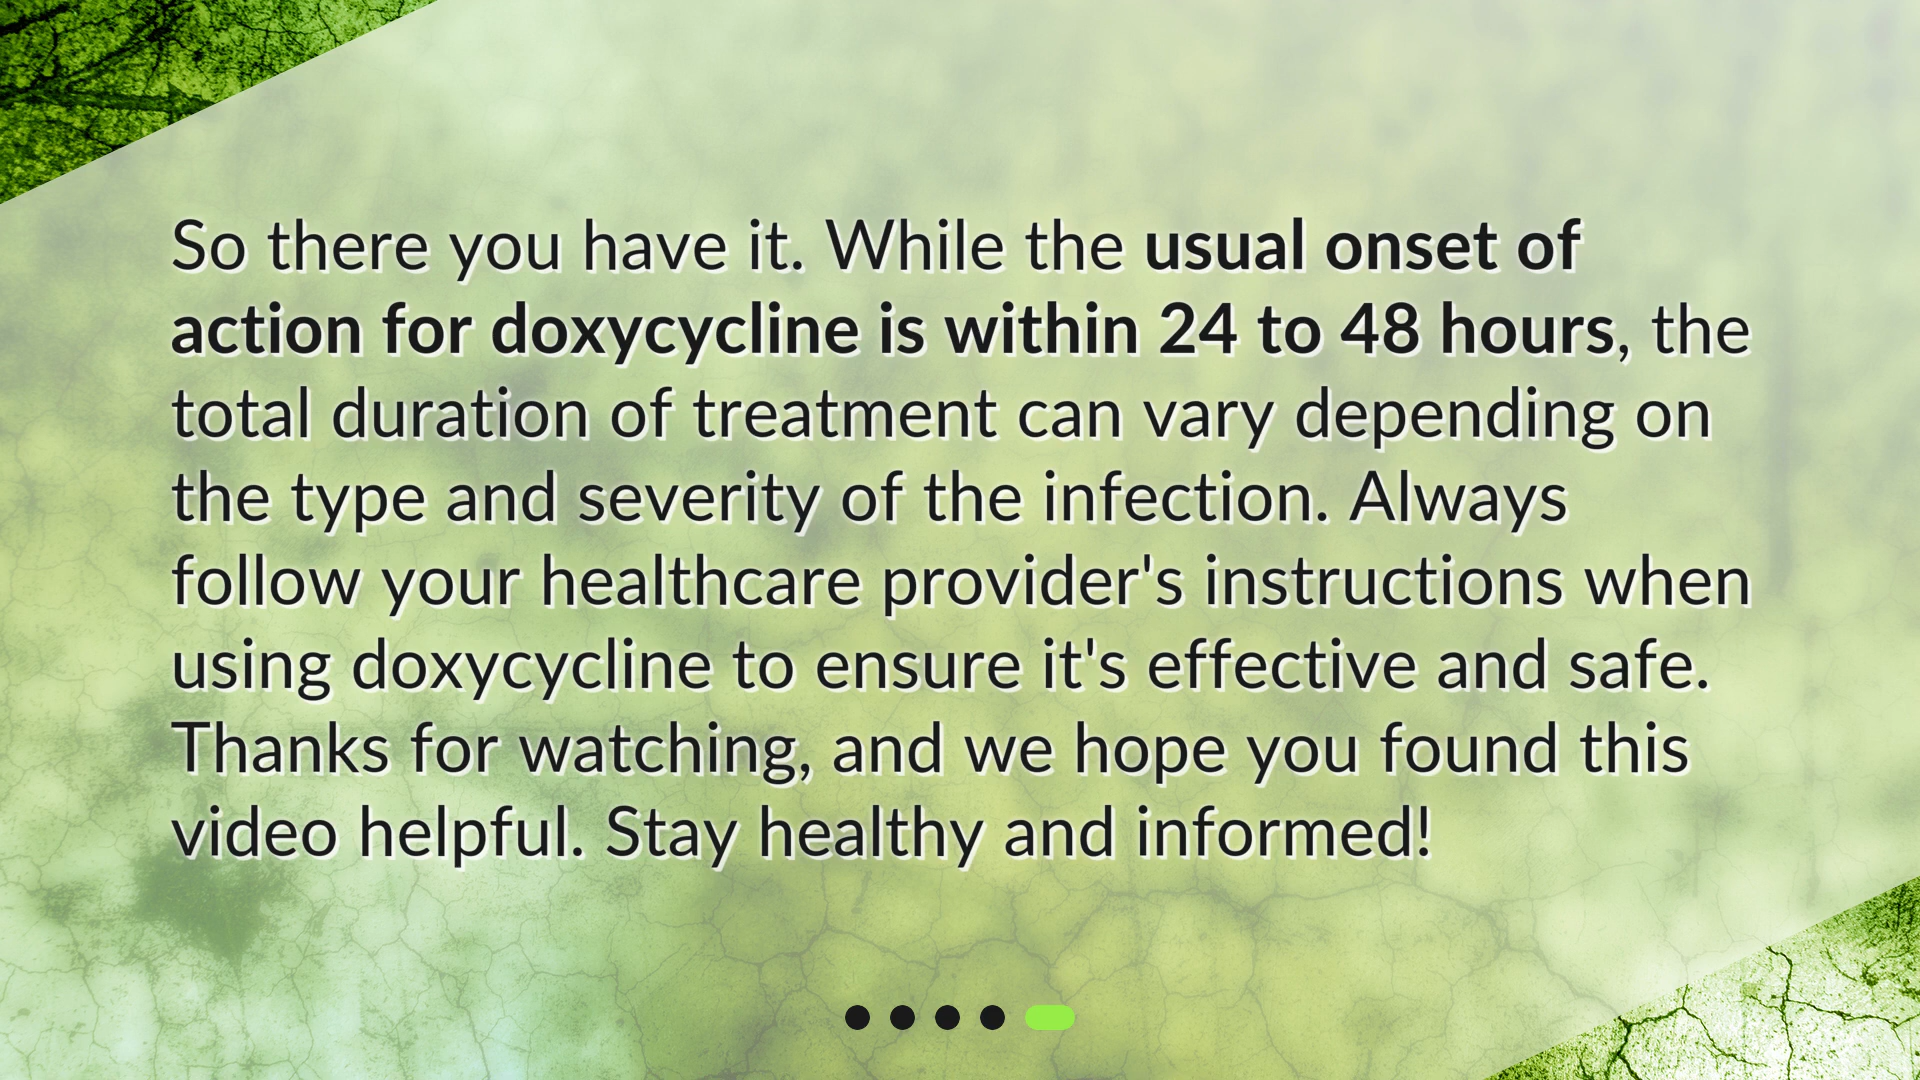 So there you have it. While the usual onset of
action for doxycycline is within 24 to 48 hours, the
total duration of treatment can vary depending on
the type and severity of the infection. Always
follow your healthcare provider's instructions when
using doxycycline to ensure it's effective and safe.
Thanks for watching, and we hope you found this
video helpful. Stay healthy and informed!